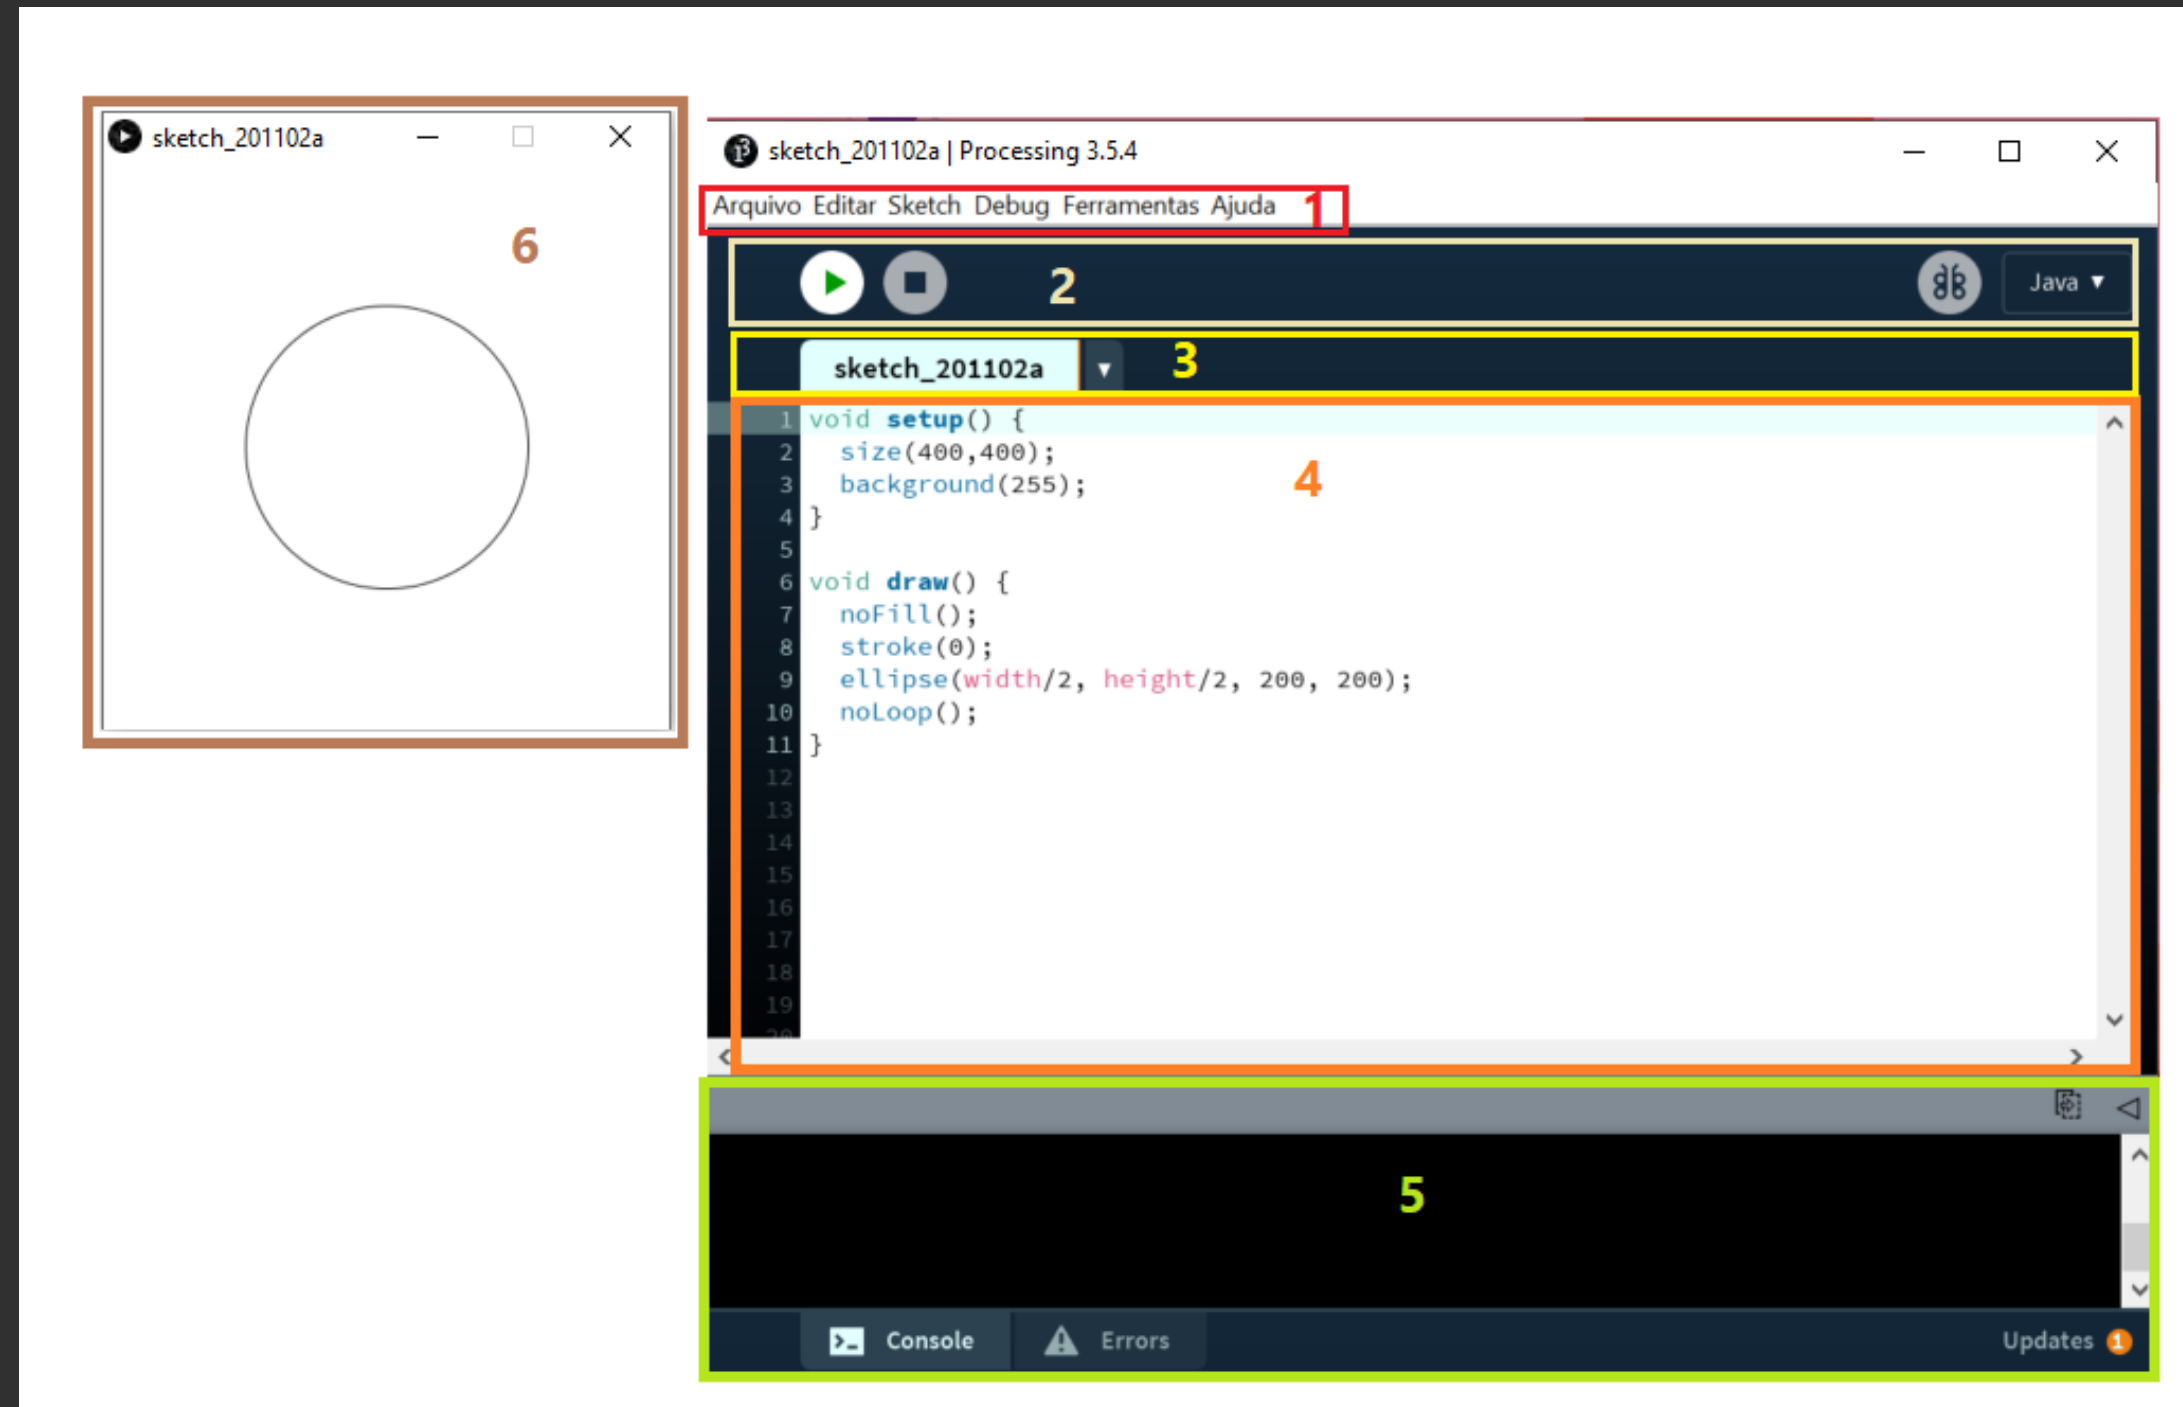 sketch_201102a
6
sketch_201102a | Processing 3.5.4
Arquivo Editar Sketch Debug Ferramentas Ajuda 1
2 Java
sketch_201102a 3
1 void setup() {
2 size(400,400);
3 background(255);
4 }
4
5
6 void draw() {
7 noFill();
8 stroke(0);
9 ellipse(width/2, height/2, 200, 200);
10 noLoop();
11 }
12
13
14
15
16
17
18
19
20
5
Console Errors Updates 1